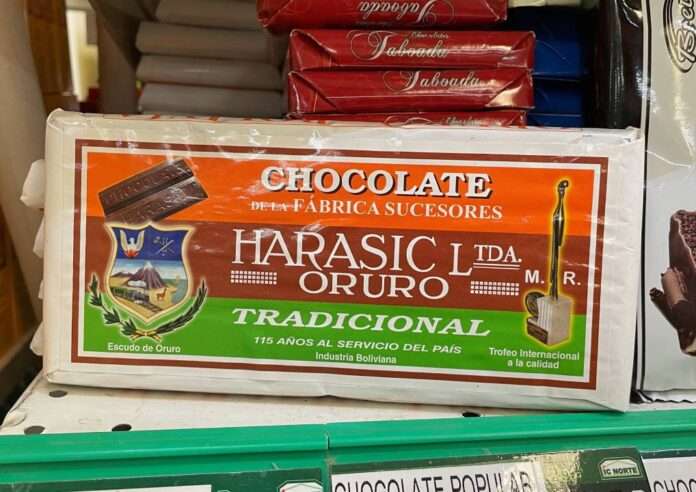 Taboada
Taboada
Taboada
CHOCOLATE
DE LA FÁBRICA SUCESORES
HARASIC LTDA.
ORURO
M. R.
TRADICIONAL
115 AÑOS AL SERVICIO DEL PAÍS
Industria Boliviana
Escudo de Oruro
Trofeo Internacional
a la calidad
IC NORTE
CHOCOLATE POPULAR